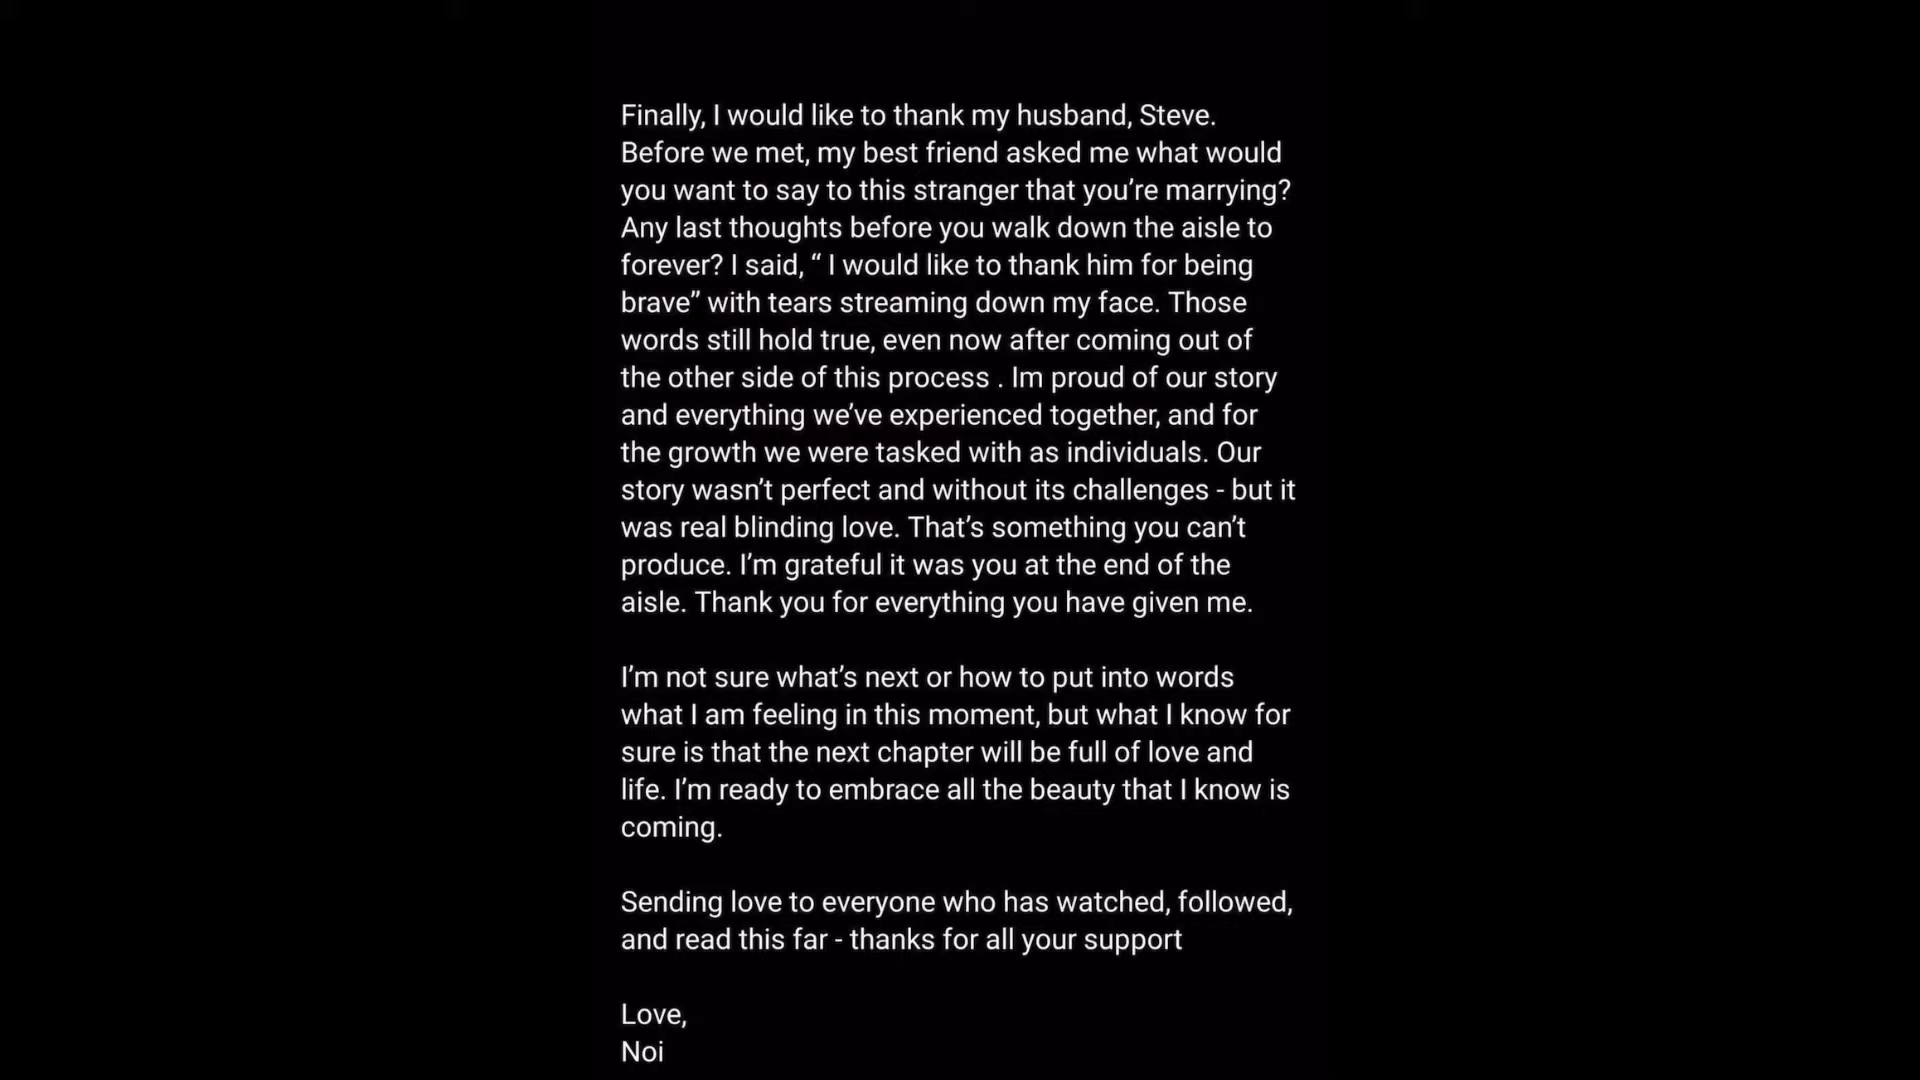 Finally, I would like to thank my husband, Steve.
Before we met, my best friend asked me what would
you want to say to this stranger that you’re marrying?
Any last thoughts before you walk down the aisle to
forever? I said, “ I would like to thank him for being
brave” with tears streaming down my face. Those
words still hold true, even now after coming out of
the other side of this process . Im proud of our story
and everything we’ve experienced together, and for
the growth we were tasked with as individuals. Our
story wasn’t perfect and without its challenges - but it
was real blinding love. That’s something you can’t
produce. I’m grateful it was you at the end of the
aisle. Thank you for everything you have given me.
I’m not sure what’s next or how to put into words
what I am feeling in this moment, but what I know for
sure is that the next chapter will be full of love and
life. I’m ready to embrace all the beauty that I know is
coming.
Sending love to everyone who has watched, followed,
and read this far - thanks for all your support
Love,
Noi